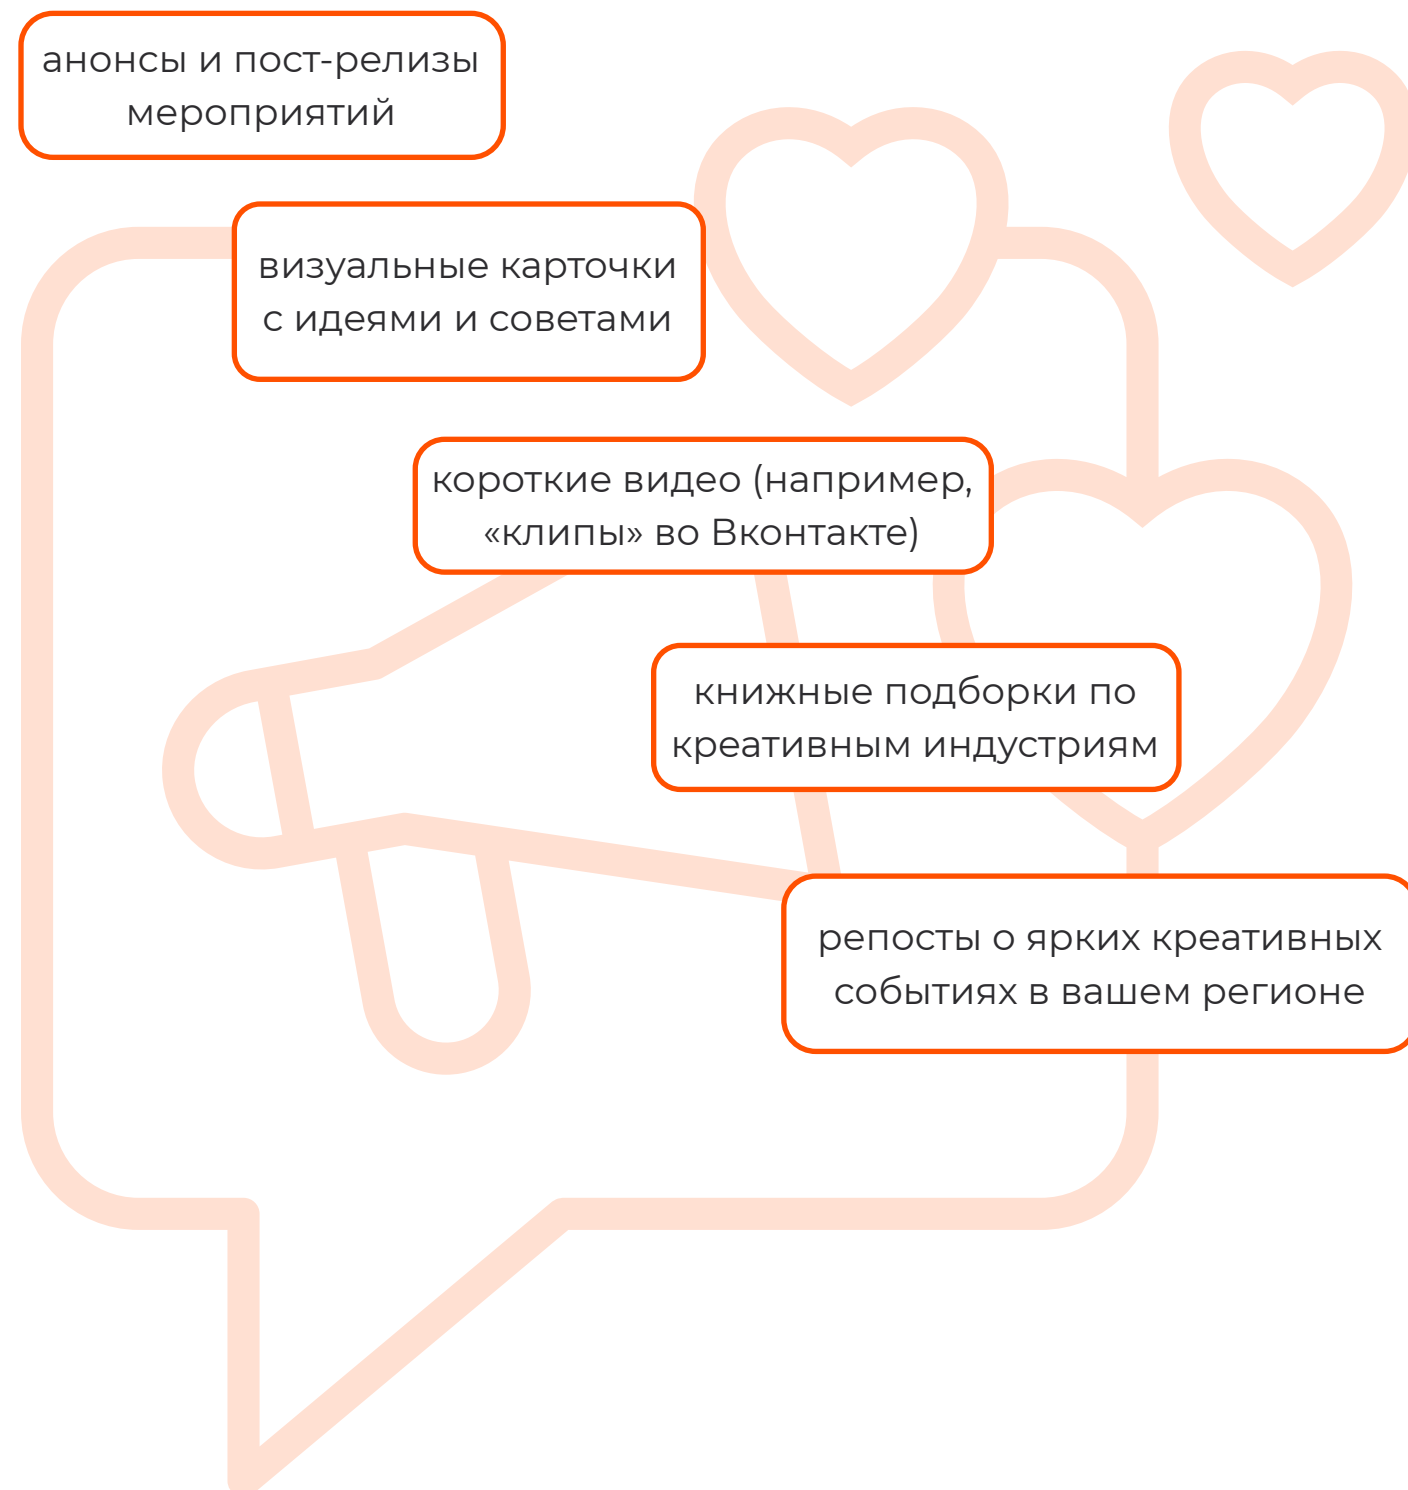 анонсы и пост-релизы
мероприятий
визуальные карточки
с идеями и советами
короткие видео (например,
«клипы» во Вконтакте)
книжные подборки по
креативным индустриям
репосты о ярких креативных
событиях в вашем регионе